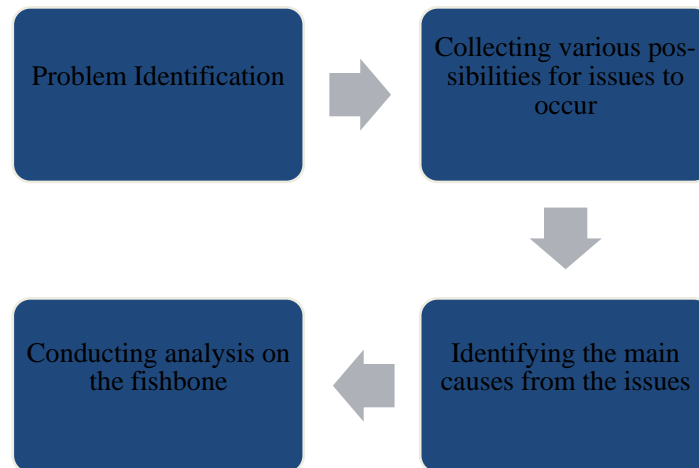 Problem Identification
Collecting various pos-
sibilities for issues to
occur
Identifying the main
causes from the issues
Conducting analysis on
the fishbone